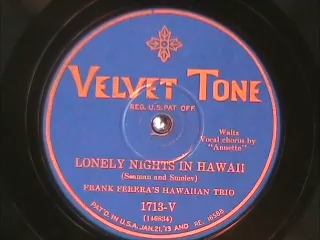 VELVET TONE
REG. U.S. PAT. OFF.
Waltz
Vocal chorus by
"Annette"
LONELY NIGHTS IN HAWAII
(Seaman and Smolev)
FRANK FERERA'S HAWAIIAN TRIO
1713-V
(146834)
PAT'D. IN U.S.A. JAN. 21, '13 AND RE. 16588